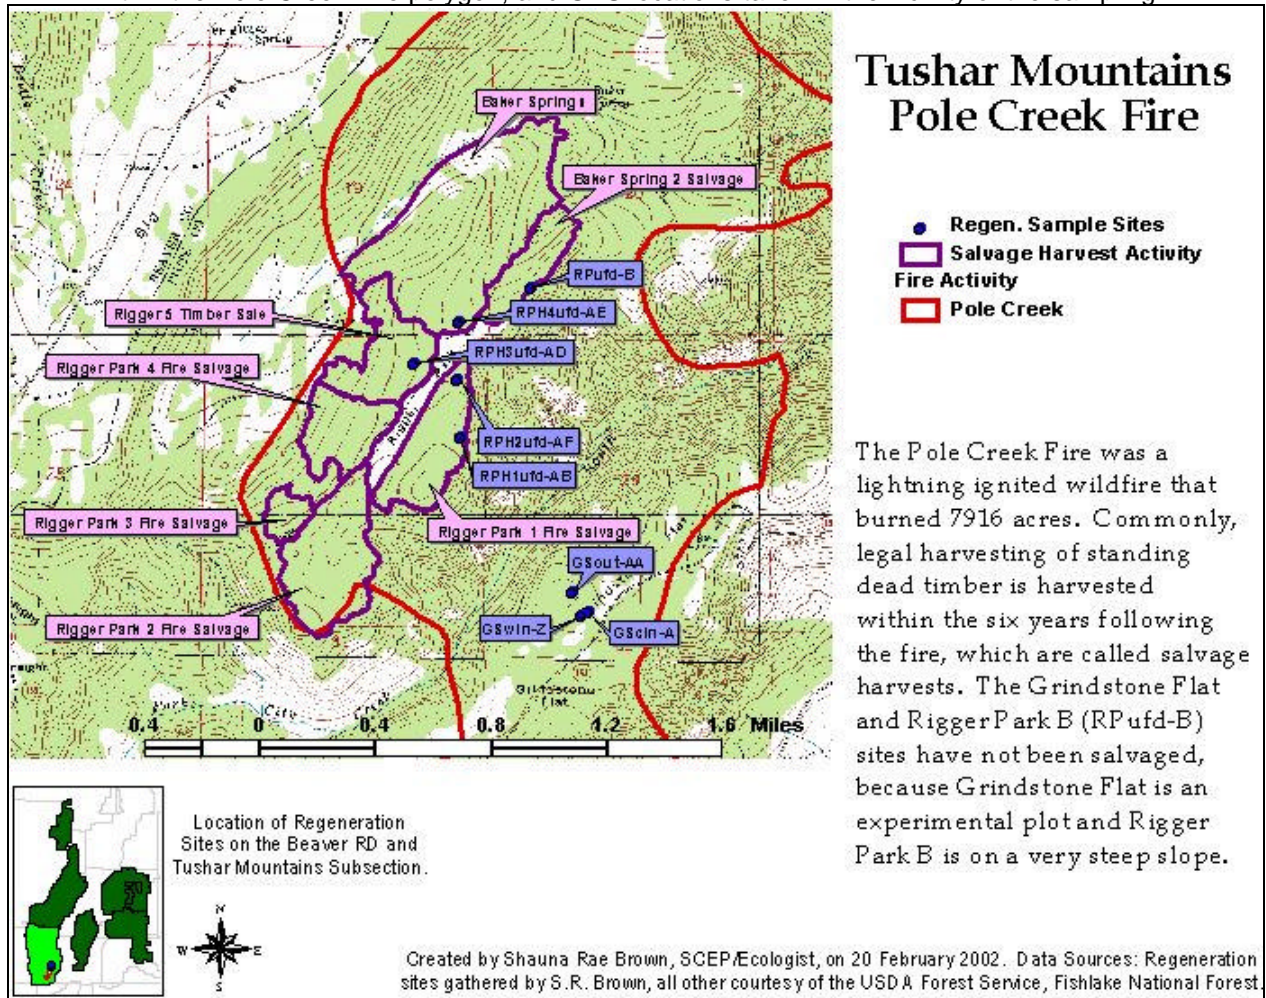 Tushar Mountains
Pole Creek Fire
Baker Spring 1
Baker Spring 2 Salvage
RPufd-B
Rigger 5 Timber Sale
RPH4ufd-AE
RPH3ufd-AD
Rigger Park 4 Fire Salvage
RPH2ufd-AF
RPH1ufd-AB
Rigger Park 3 Fire Salvage
Rigger Park 1 Fire Salvage
GSout-AA
Rigger Park 2 Fire Salvage
GSwin-Z
GScin-A
Grindstone
Flat
0.4 0 0.4 0.8 1.2 1.6 Miles
Regen. Sample Sites
Salvage Harvest Activity
Fire Activity
Pole Creek
The Pole Creek Fire was a
lightning ignited wildfire that
burned 7916 acres. Commonly,
legal harvesting of standing
dead timber is harvested
within the six years following
the fire, which are called salvage
harvests. The Grindstone Flat
and Rigger Park B (RPufd-B)
sites have not been salvaged,
because Grindstone Flat is an
experimental plot and Rigger
Park B is on a very steep slope.
Location of Regeneration
Sites on the Beaver RD and
Tushar Mountains Subsection.
N
W E
S
Created by Shauna Rae Brown, SCEP/Ecologist, on 20 February 2002. Data Sources: Regeneration
sites gathered by S.R. Brown, all other courtesy of the USDA Forest Service, Fishlake National Forest.